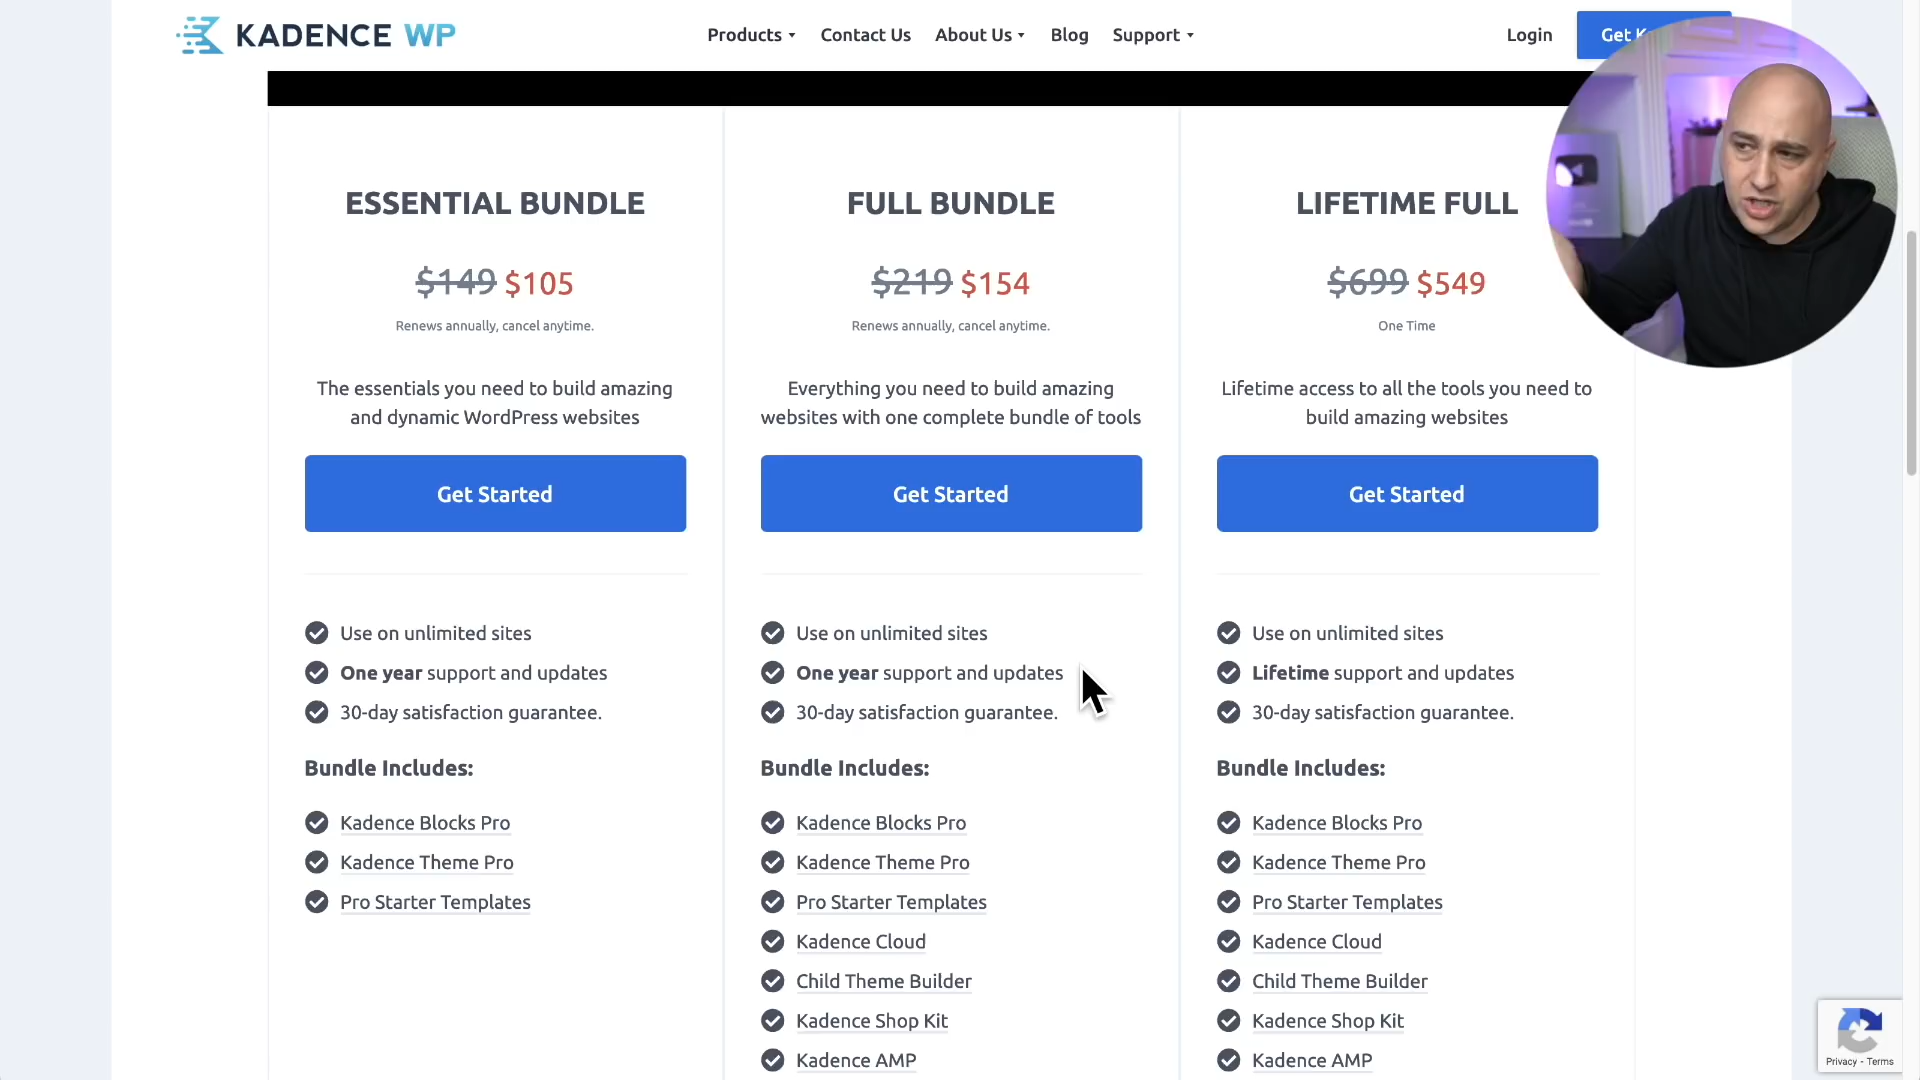 KADENCE WP
Products
Contact Us
About Us
Blog
Support
Login
Get
ESSENTIAL BUNDLE
$149 $105
Renews annually, cancel anytime.
The essentials you need to build amazing
and dynamic WordPress websites
Get Started
Use on unlimited sites
One year support and updates
30-day satisfaction guarantee.
Bundle Includes:
Kadence Blocks Pro
Kadence Theme Pro
Pro Starter Templates
FULL BUNDLE
$219 $154
Renews annually, cancel anytime.
Everything you need to build amazing
websites with one complete bundle of tools
Get Started
Use on unlimited sites
One year support and updates
30-day satisfaction guarantee.
Bundle Includes:
Kadence Blocks Pro
Kadence Theme Pro
Pro Starter Templates
Kadence Cloud
Child Theme Builder
Kadence Shop Kit
Kadence AMP
LIFETIME FULL
$699 $549
One Time
Lifetime access to all the tools you need to
build amazing websites
Get Started
Use on unlimited sites
Lifetime support and updates
30-day satisfaction guarantee.
Bundle Includes:
Kadence Blocks Pro
Kadence Theme Pro
Pro Starter Templates
Kadence Cloud
Child Theme Builder
Kadence Shop Kit
Kadence AMP
Privacy - Terms